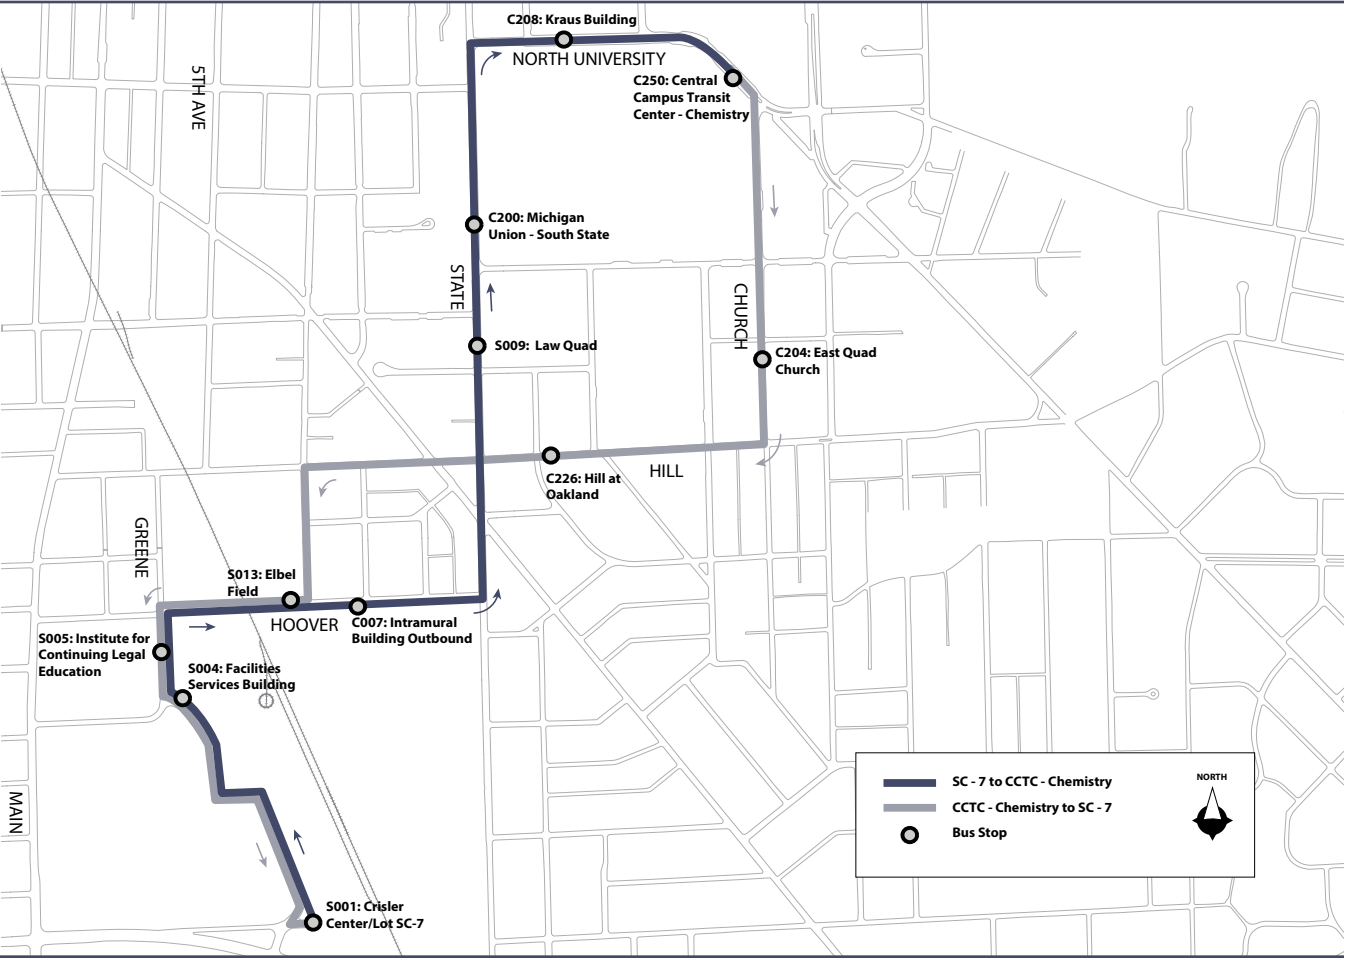 C208: Kraus Building
NORTH UNIVERSITY
5TH AVE
C250: Central
Campus Transit
Center - Chemistry
C200: Michigan
Union - South State
STATE
CHURCH
S009: Law Quad
C204: East Quad
Church
HILL
C226: Hill at
Oakland
GREENE
S013: Elbel
Field
HOOVER
C007: Intramural
Building Outbound
S005: Institute for
Continuing Legal
Education
S004: Facilities
Services Building
MAIN
S001: Crisler
Center/Lot SC-7
SC - 7 to CCTC - Chemistry
CCTC - Chemistry to SC - 7
Bus Stop
NORTH